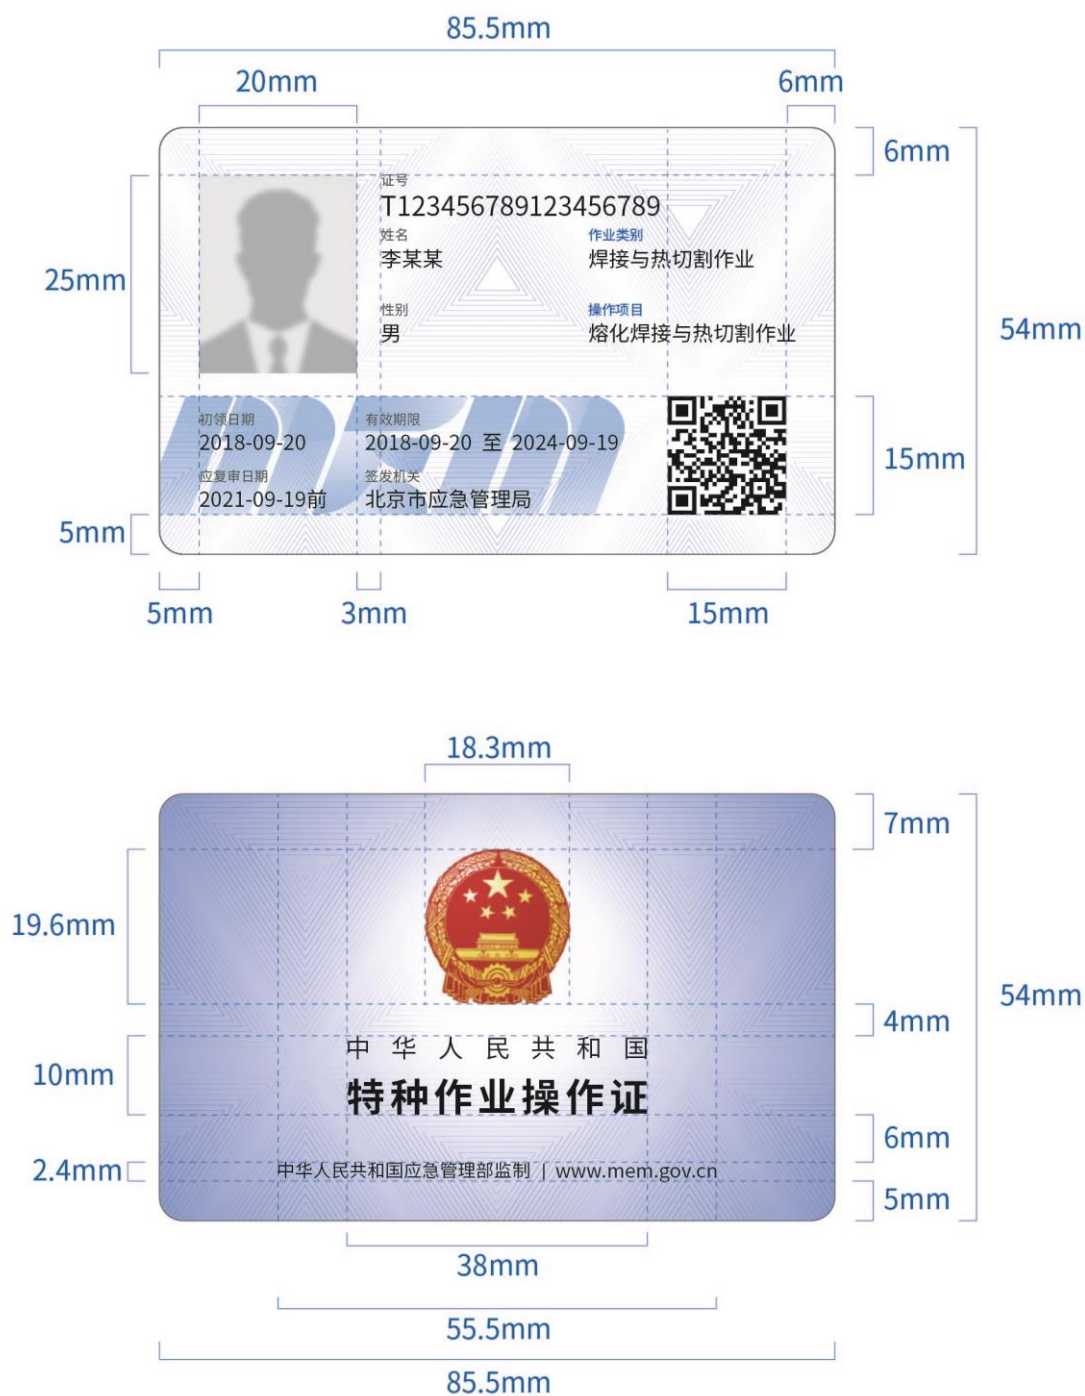 85.5mm
20mm
6mm
6mm
证号
T123456789123456789
姓名
作业类别
李某某
焊接与热切割作业
25mm
性别
操作项目
54mm
男
熔化焊接与热切割作业
初领日期
有效期限
2018-09-20
2018-09-20 至 2024-09-19
15mm
应复审日期
签发机关
2021-09-19前
北京市应急管理局
5mm
5mm
3mm
15mm
18.3mm
7mm
19.6mm
54mm
4mm
中华人民共和国
10mm
特种作业操作证
6mm
2.4mm
中华人民共和国应急管理部监制 | www.mem.gov.cn
5mm
38mm
55.5mm
85.5mm